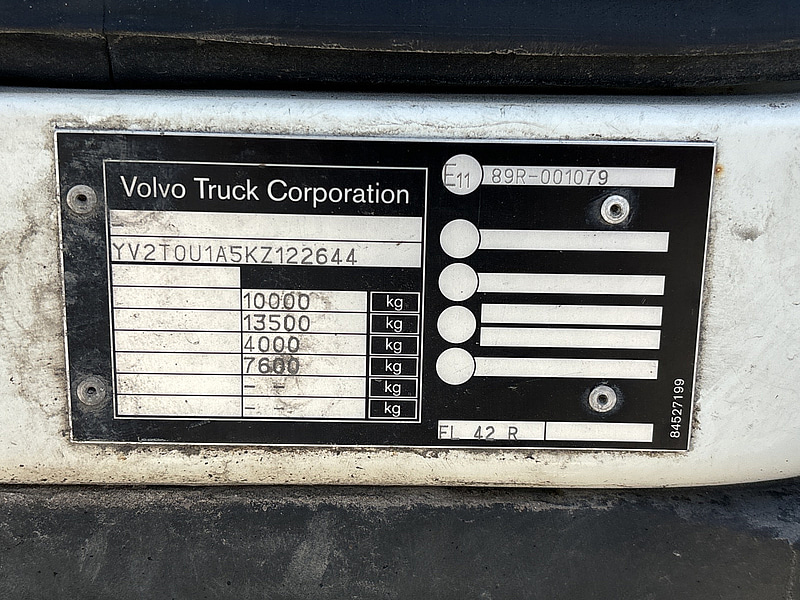 Volvo Truck Corporation
-
YV2T0U1A5KZ122644
10000 kg
13500 kg
4000 kg
7600 kg
- - kg
- - kg
E11 89R-001079
FL 42 R
84527199